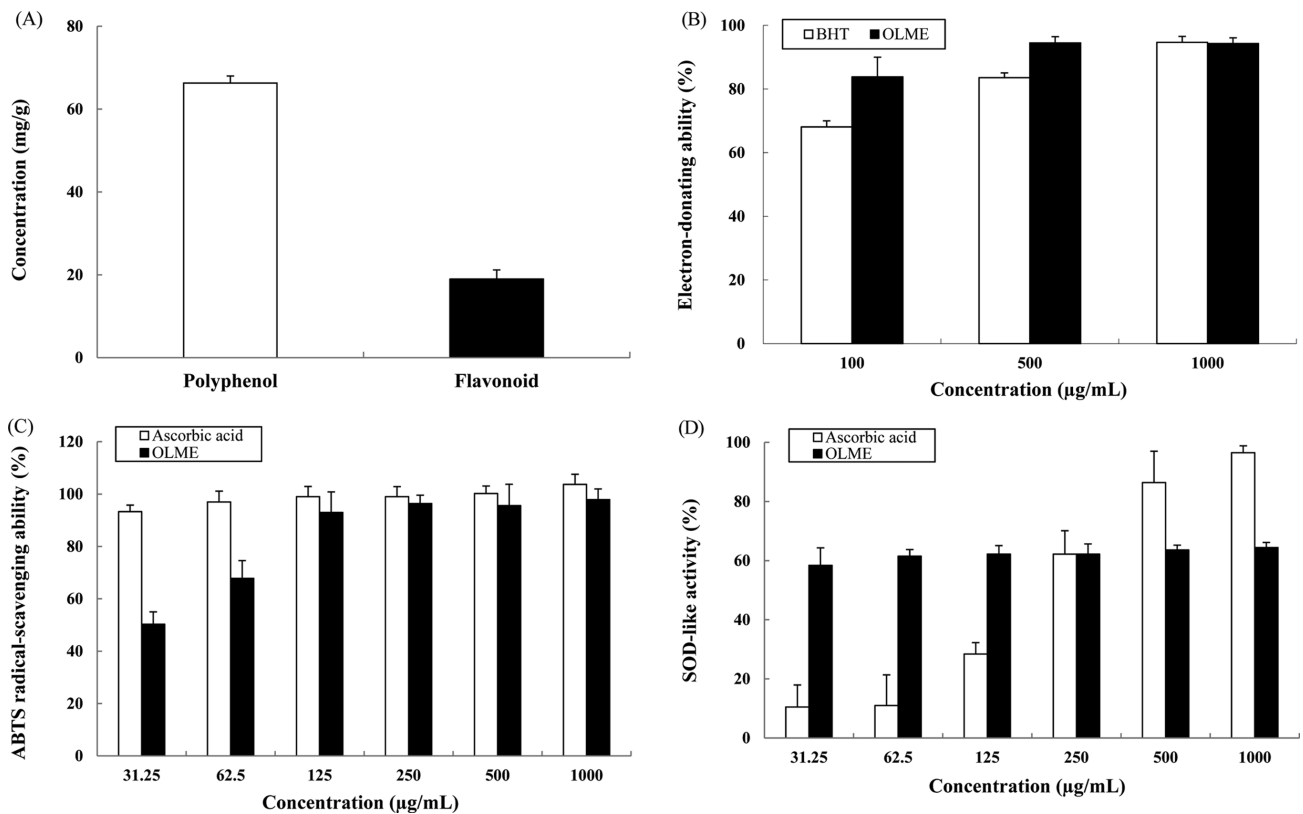 (A)
Concentration (mg/g)
80
60
40
20
0
Polyphenol
Flavonoid
(B)
BHT
OLME
Electron-donating ability (%)
100
80
60
40
20
0
100
500
1000
Concentration (µg/mL)
(C)
Ascorbic acid
OLME
ABTS radical-scavenging ability (%)
120
100
80
60
40
20
0
31.25
62.5
125
250
500
1000
Concentration (µg/mL)
(D)
Ascorbic acid
OLME
SOD-like activity (%)
100
80
60
40
20
0
31.25
62.5
125
250
500
1000
Concentration (µg/mL)